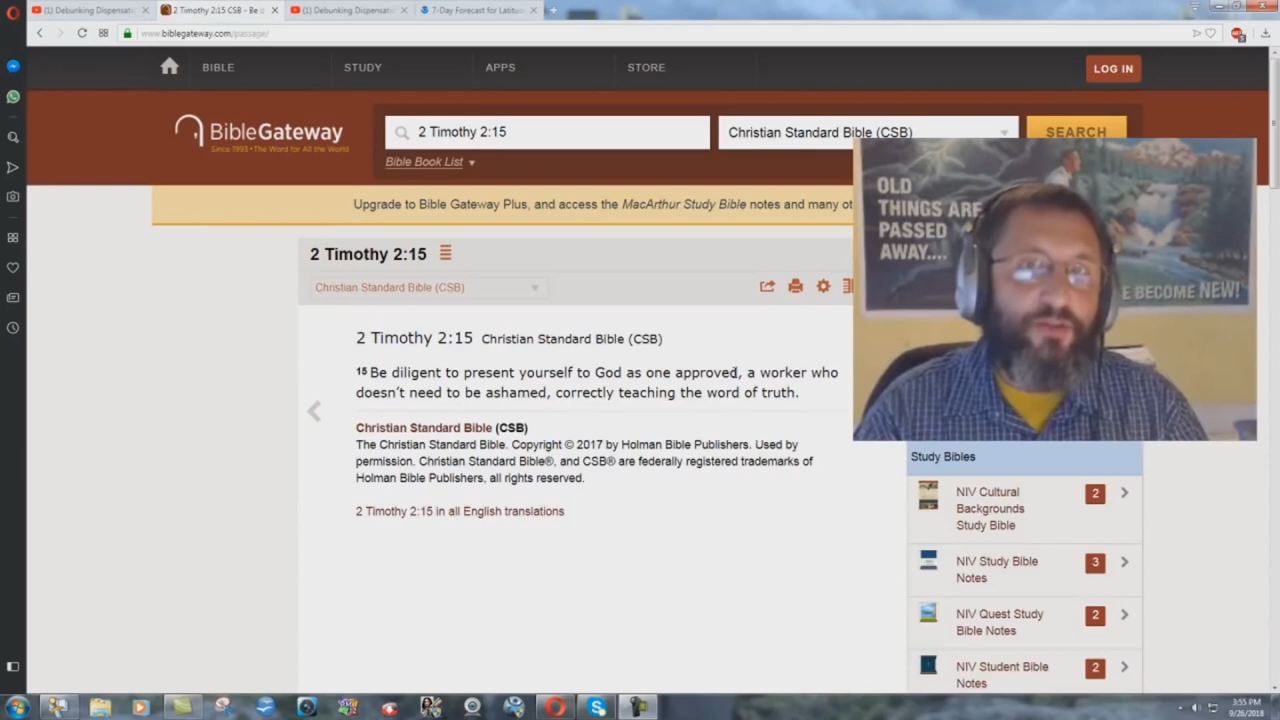 (1) Debunking Dispensati
2 Timothy 2:15 CSB - Be d
(1) Debunking Dispensati
7-Day Forecast for Latitud
www.biblegateway.com/passage/
BIBLE
STUDY
APPS
STORE
LOG IN
BibleGateway
Since 1993 • The Word for All the World
2 Timothy 2:15
Christian Standard Bible (CSB)
SEARCH
Bible Book List
Upgrade to Bible Gateway Plus, and access the MacArthur Study Bible notes and many ot
OLD
THINGS ARE
PASSED
AWAY....
E BECOME NEW!
2 Timothy 2:15
Christian Standard Bible (CSB)
2 Timothy 2:15 Christian Standard Bible (CSB)
15 Be diligent to present yourself to God as one approved, a worker who
doesn't need to be ashamed, correctly teaching the word of truth.
Christian Standard Bible (CSB)
The Christian Standard Bible. Copyright © 2017 by Holman Bible Publishers. Used by
permission. Christian Standard Bible®, and CSB® are federally registered trademarks of
Holman Bible Publishers, all rights reserved.
2 Timothy 2:15 in all English translations
Study Bibles
NIV Cultural
Backgrounds
Study Bible
2
NIV Study Bible
Notes
3
NIV Quest Study
Bible Notes
2
NIV Student Bible
Notes
2
3:55 PM
9/26/2018